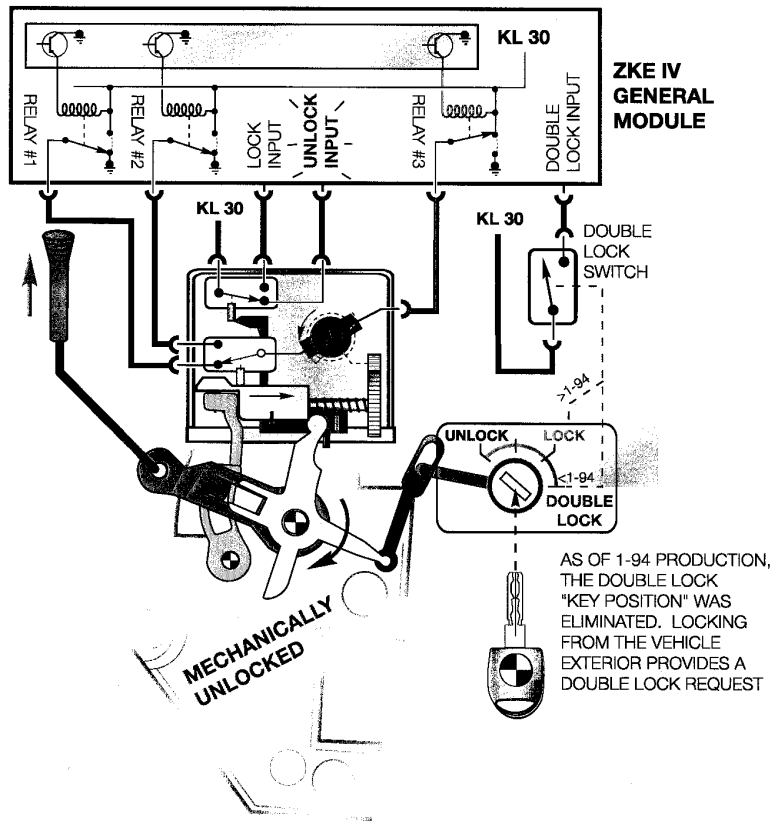 KL 30
ZKE IV
GENERAL
MODULE
RELAY #1
RELAY #2
LOCK
INPUT
UNLOCK
INPUT
RELAY #3
DOUBLE
LOCK INPUT
KL 30
KL 30
DOUBLE
LOCK
SWITCH
>1-94
UNLOCK
LOCK
<1-94
DOUBLE
LOCK
AS OF 1-94 PRODUCTION,
THE DOUBLE LOCK
"KEY POSITION" WAS
ELIMINATED. LOCKING
FROM THE VEHICLE
EXTERIOR PROVIDES A
DOUBLE LOCK REQUEST
MECHANICALLY
UNLOCKED